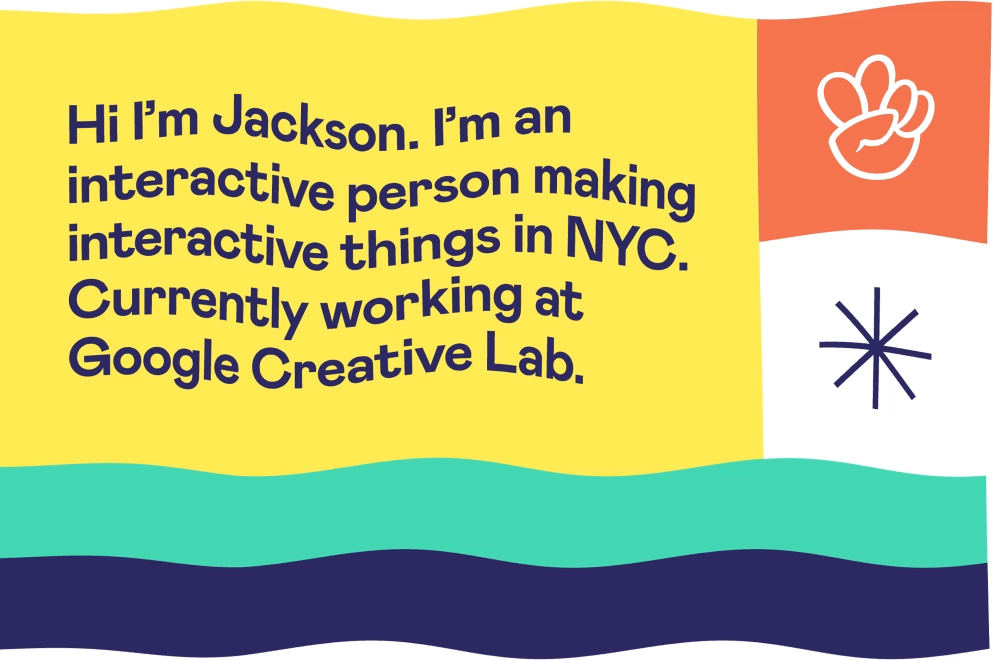 Hi I’m Jackson. I’m an
interactive person making
interactive things in NYC.
Currently working at
Google Creative Lab.